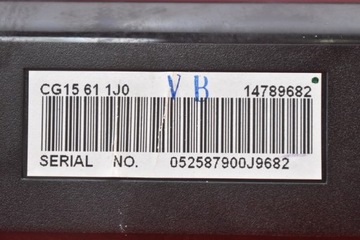 CG15 61 1J0 VB 14789682
SERIAL NO. 052587900J9682